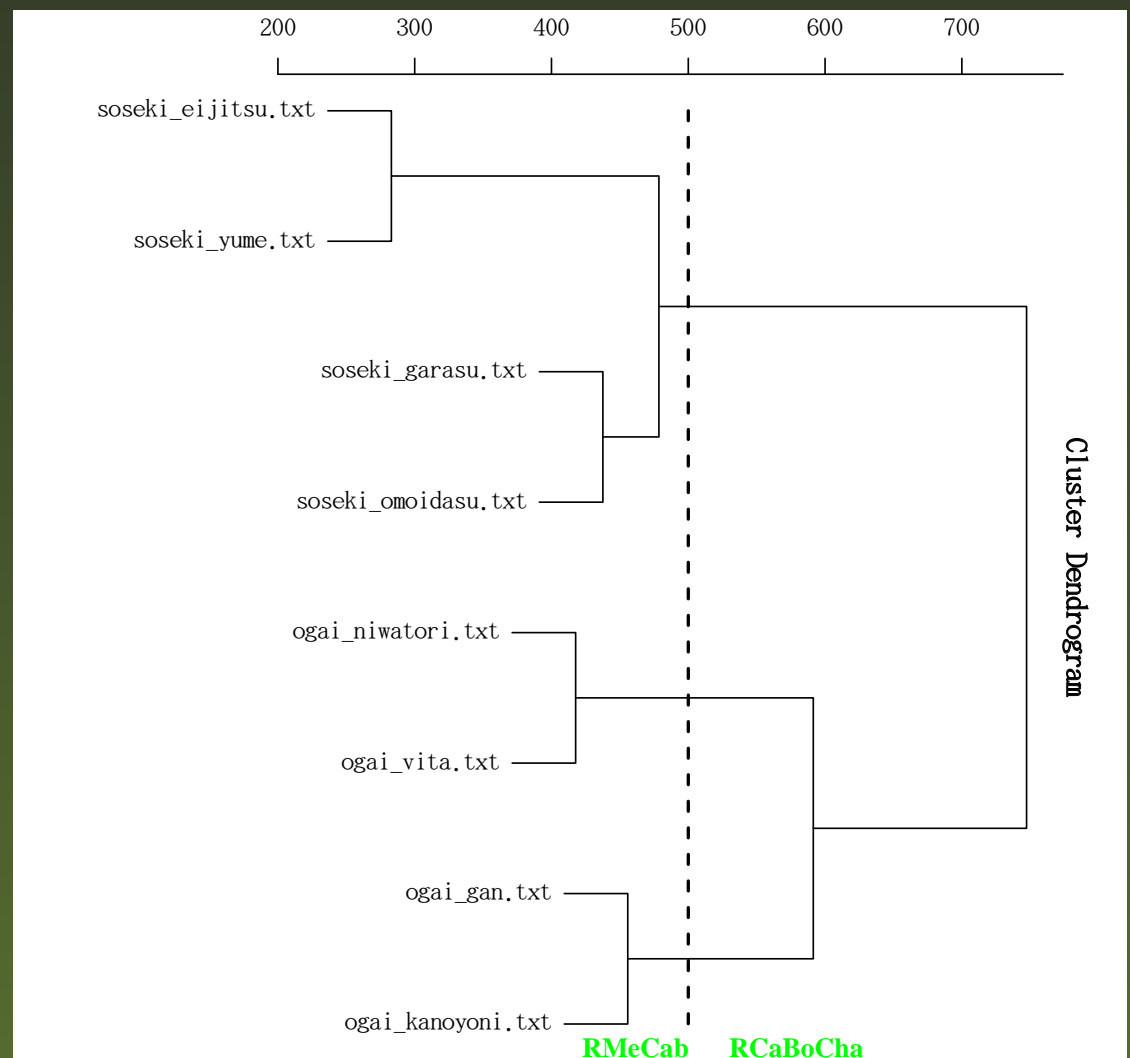 200 300 400 500 600 700
soseki_eijitsu.txt
soseki_yume.txt
soseki_garasu.txt
soseki_omoidasu.txt
ogai_niwatori.txt
ogai_vita.txt
ogai_gan.txt
ogai_kanoyoni.txt
Cluster Dendrogram
RMeCab RCaBoCha